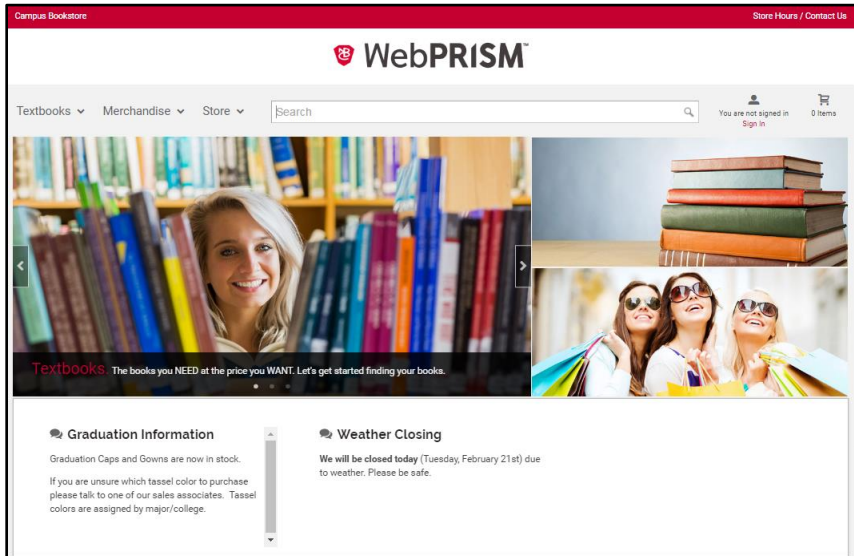 Campus Bookstore
Store Hours / Contact Us
WebPRISM™
Textbooks
Merchandise
Store
Search
You are not signed in
Sign In
0 Items
Textbooks. The books you NEED at the price you WANT. Let's get started finding your books.
Graduation Information
Graduation Caps and Gowns are now in stock.
If you are unsure which tassel color to purchase
please talk to one of our sales associates. Tassel
colors are assigned by major/college.
Weather Closing
We will be closed today (Tuesday, February 21st) due
to weather. Please be safe.